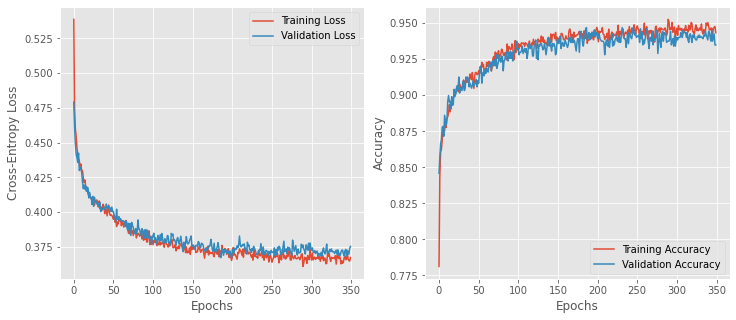 Training Loss
Validation Loss
0.525
0.500
0.475
0.450
0.425
0.400
0.375
Cross-Entropy Loss
0 50 100 150 200 250 300 350
Epochs
0.950
0.925
0.900
0.875
0.850
0.825
0.800
0.775
Accuracy
Training Accuracy
Validation Accuracy
0 50 100 150 200 250 300 350
Epochs